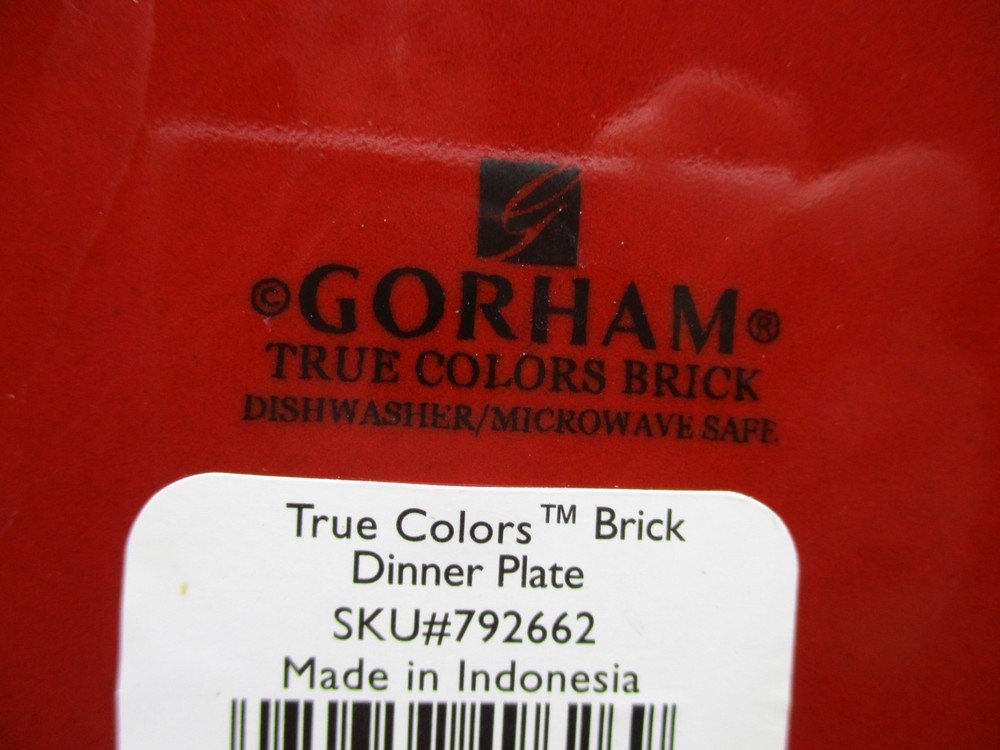 G
©GORHAM®
TRUE COLORS BRICK
DISHWASHER/MICROWAVE SAFE
True Colors™ Brick
Dinner Plate
SKU#792662
Made in Indonesia